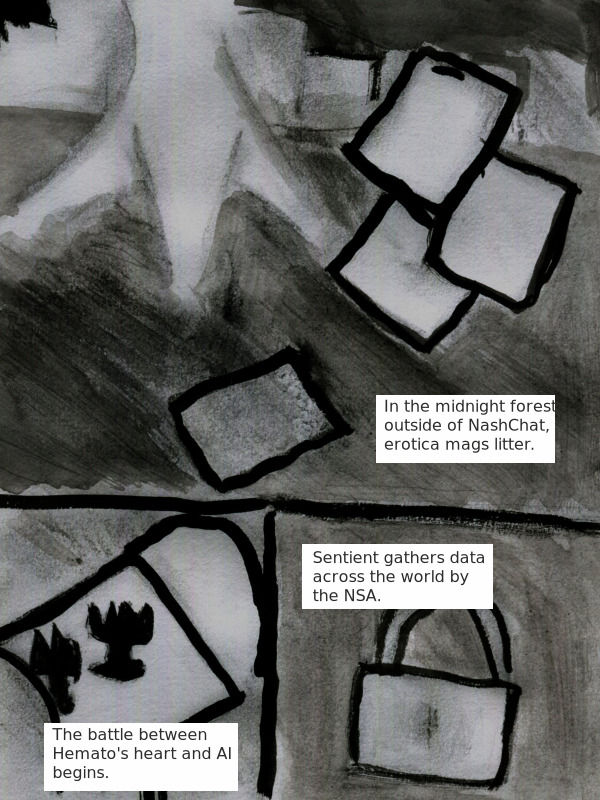 In the midnight forest
outside of NashChat,
erotica mags litter.
Sentient gathers data
across the world by
the NSA.
The battle between
Hemato's heart and AI
begins.